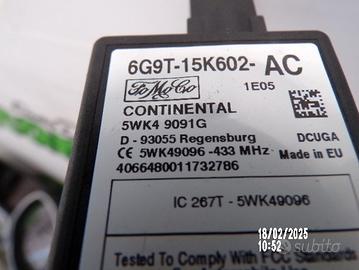 6G9T-15K602- AC
FoMoCo 1E05
CONTINENTAL
5WK4 9091G
D - 93055 Regensburg DCUGA
CE 5WK49096 -433 MHz Made in EU
4066480011732786
IC 267T - 5WK49096
Tested To Comply With FCC Standards
18/02/2025
10:52
subito